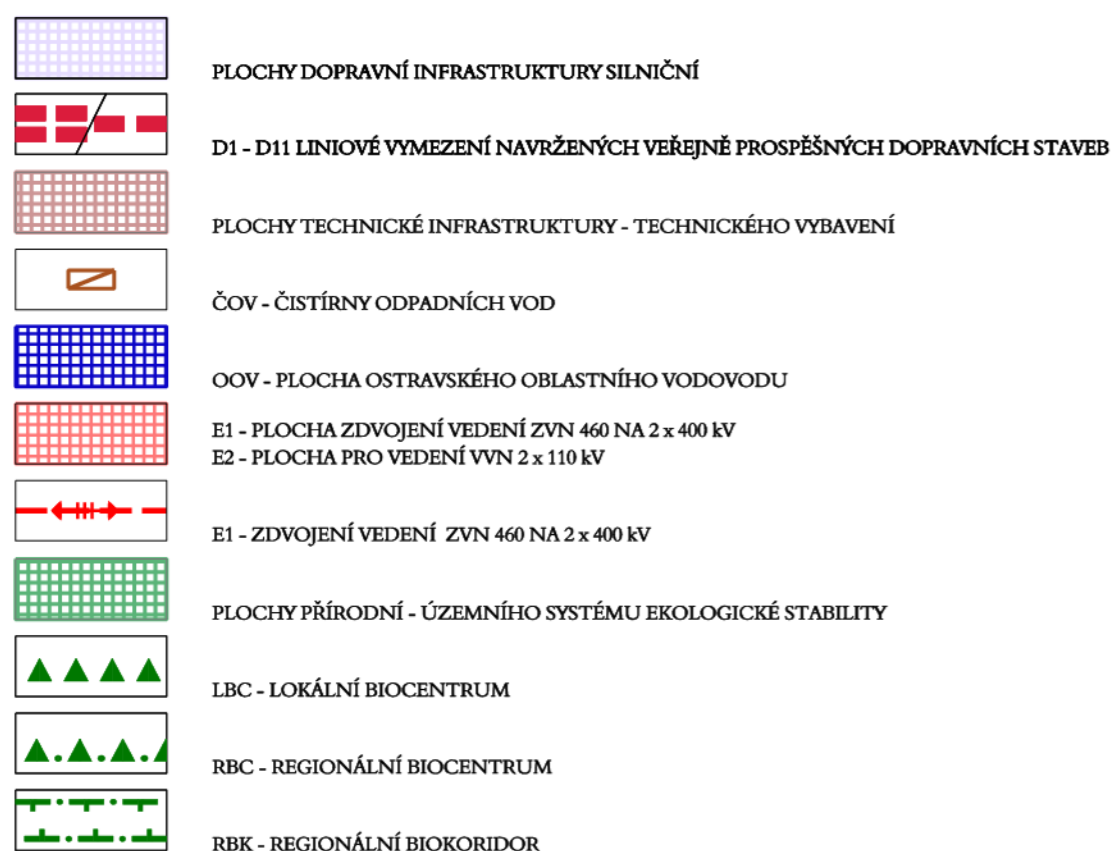 PLOCHY DOPRAVNÍ INFRASTRUKTURY SILNIČNÍ
D1 - D11 LINIOVÉ VYMEZENÍ NAVRŽENÝCH VEŘEJNĚ PROSPĚŠNÝCH DOPRAVNÍCH STAVEB
PLOCHY TECHNICKÉ INFRASTRUKTURY - TECHNICKÉHO VYBAVENÍ
ČOV - ČISTÍRNY ODPADNÍCH VOD
OOV - PLOCHA OSTRAVSKÉHO OBLASTNÍHO VODOVODU
E1 - PLOCHA ZDVOJENÍ VEDENÍ ZVN 460 NA 2 x 400 kV
E2 - PLOCHA PRO VEDENÍ VVN 2 x 110 kV
E1 - ZDVOJENÍ VEDENÍ ZVN 460 NA 2 x 400 kV
PLOCHY PŘÍRODNÍ - ÚZEMNÍHO SYSTÉMU EKOLOGICKÉ STABILITY
LBC - LOKÁLNÍ BIOCENTRUM
RBC - REGIONÁLNÍ BIOCENTRUM
RBK - REGIONÁLNÍ BIOKORIDOR